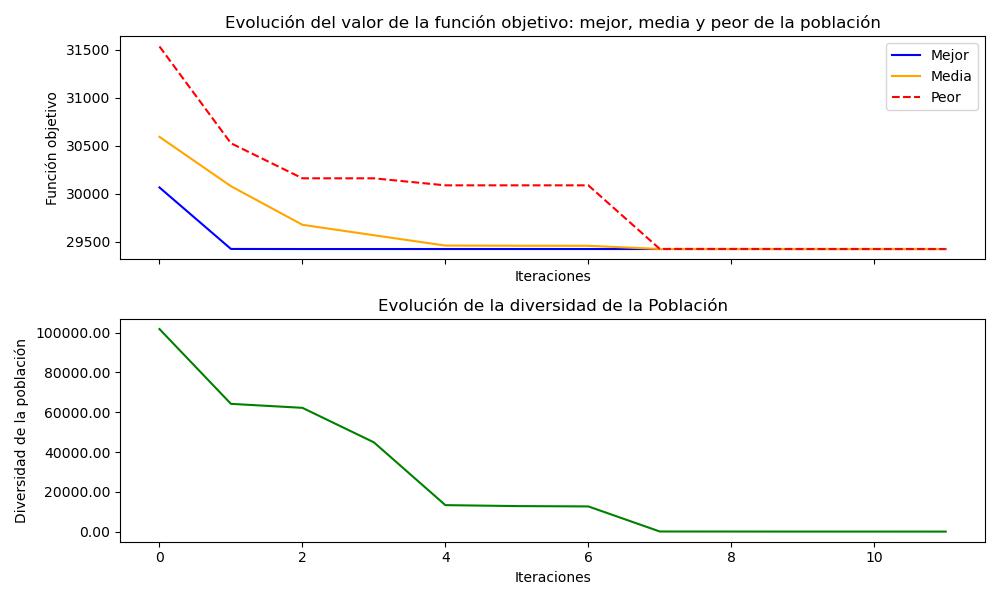 Evolución del valor de la función objetivo: mejor, media y peor de la población
31500
31000
30500
30000
29500
Función objetivo
Mejor
Media
Peor
Iteraciones
Evolución de la diversidad de la Población
100000.00
80000.00
60000.00
40000.00
20000.00
0.00
Diversidad de la población
0 2 4 6 8 10
Iteraciones